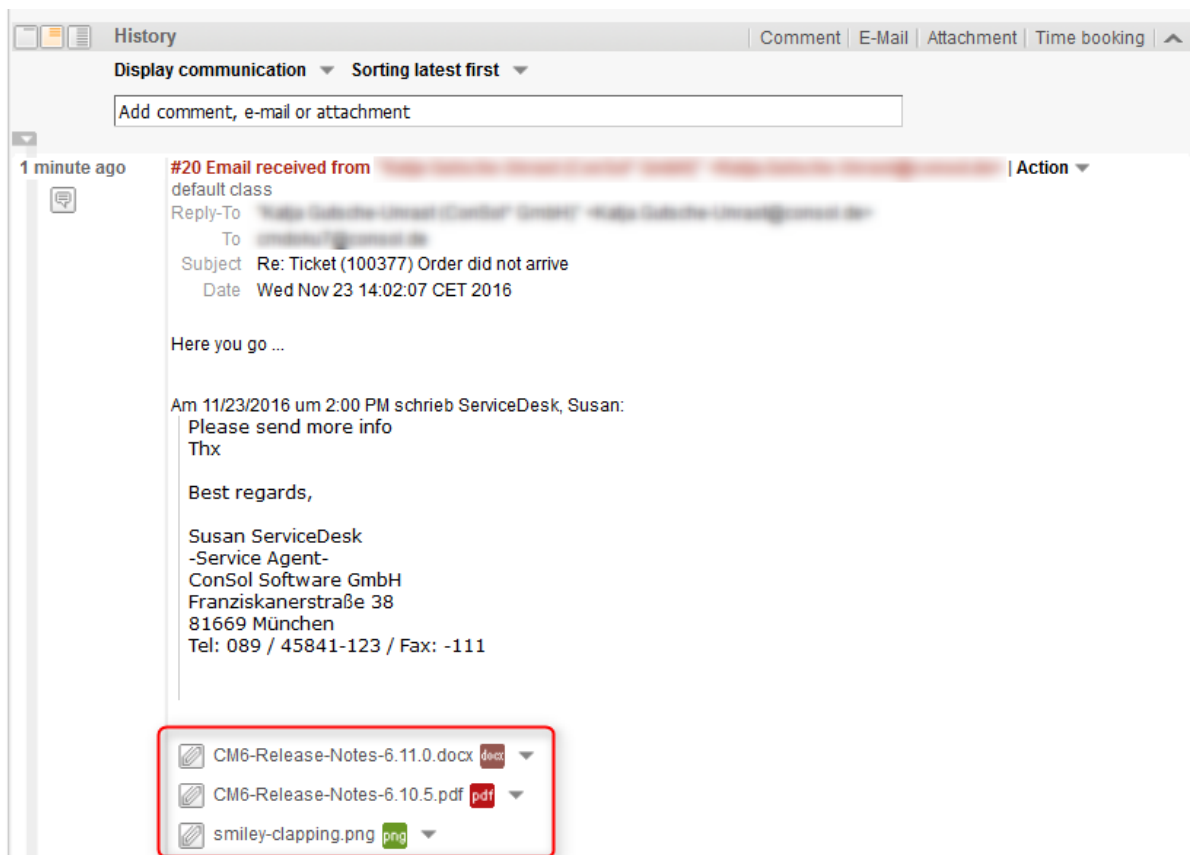 History Comment E-Mail Attachment Time booking
Display communication Sorting latest first
Add comment, e-mail or attachment
1 minute ago #20 Email received from | Action
default class
Reply-To
To
Subject Re: Ticket (100377) Order did not arrive
Date Wed Nov 23 14:02:07 CET 2016
Here you go ...
Am 11/23/2016 um 2:00 PM schrieb ServiceDesk, Susan:
Please send more info
Thx
Best regards,
Susan ServiceDesk
-Service Agent-
ConSol Software GmbH
Franziskanerstraße 38
81669 München
Tel: 089 / 45841-123 / Fax: -111
CM6-Release-Notes-6.11.0.docx docx
CM6-Release-Notes-6.10.5.pdf pdf
smiley-clapping.png png